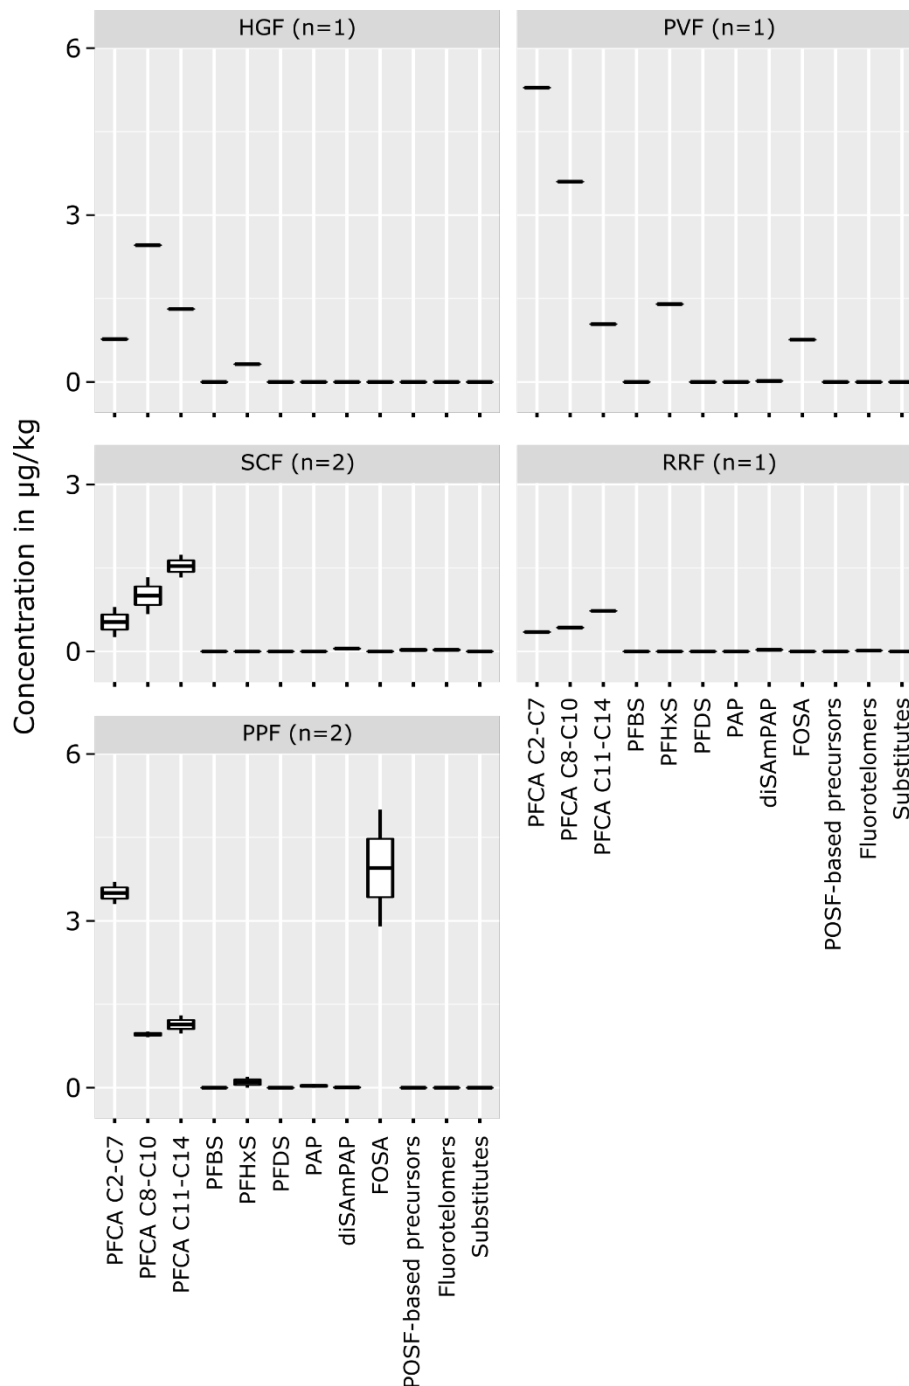 HGF (n=1)
PVF (n=1)
6
3
0
SCF (n=2)
RRF (n=1)
3
0
Concentration in µg/kg
PFCA C2-C7
PFCA C8-C10
PFCA C11-C14
PFBS
PFHxS
PFDS
PAP
diSAmPAP
FOSA
POSF-based precursors
Fluorotelomers
Substitutes
PPF (n=2)
6
3
0
PFCA C2-C7
PFCA C8-C10
PFCA C11-C14
PFBS
PFHxS
PFDS
PAP
diSAmPAP
FOSA
POSF-based precursors
Fluorotelomers
Substitutes